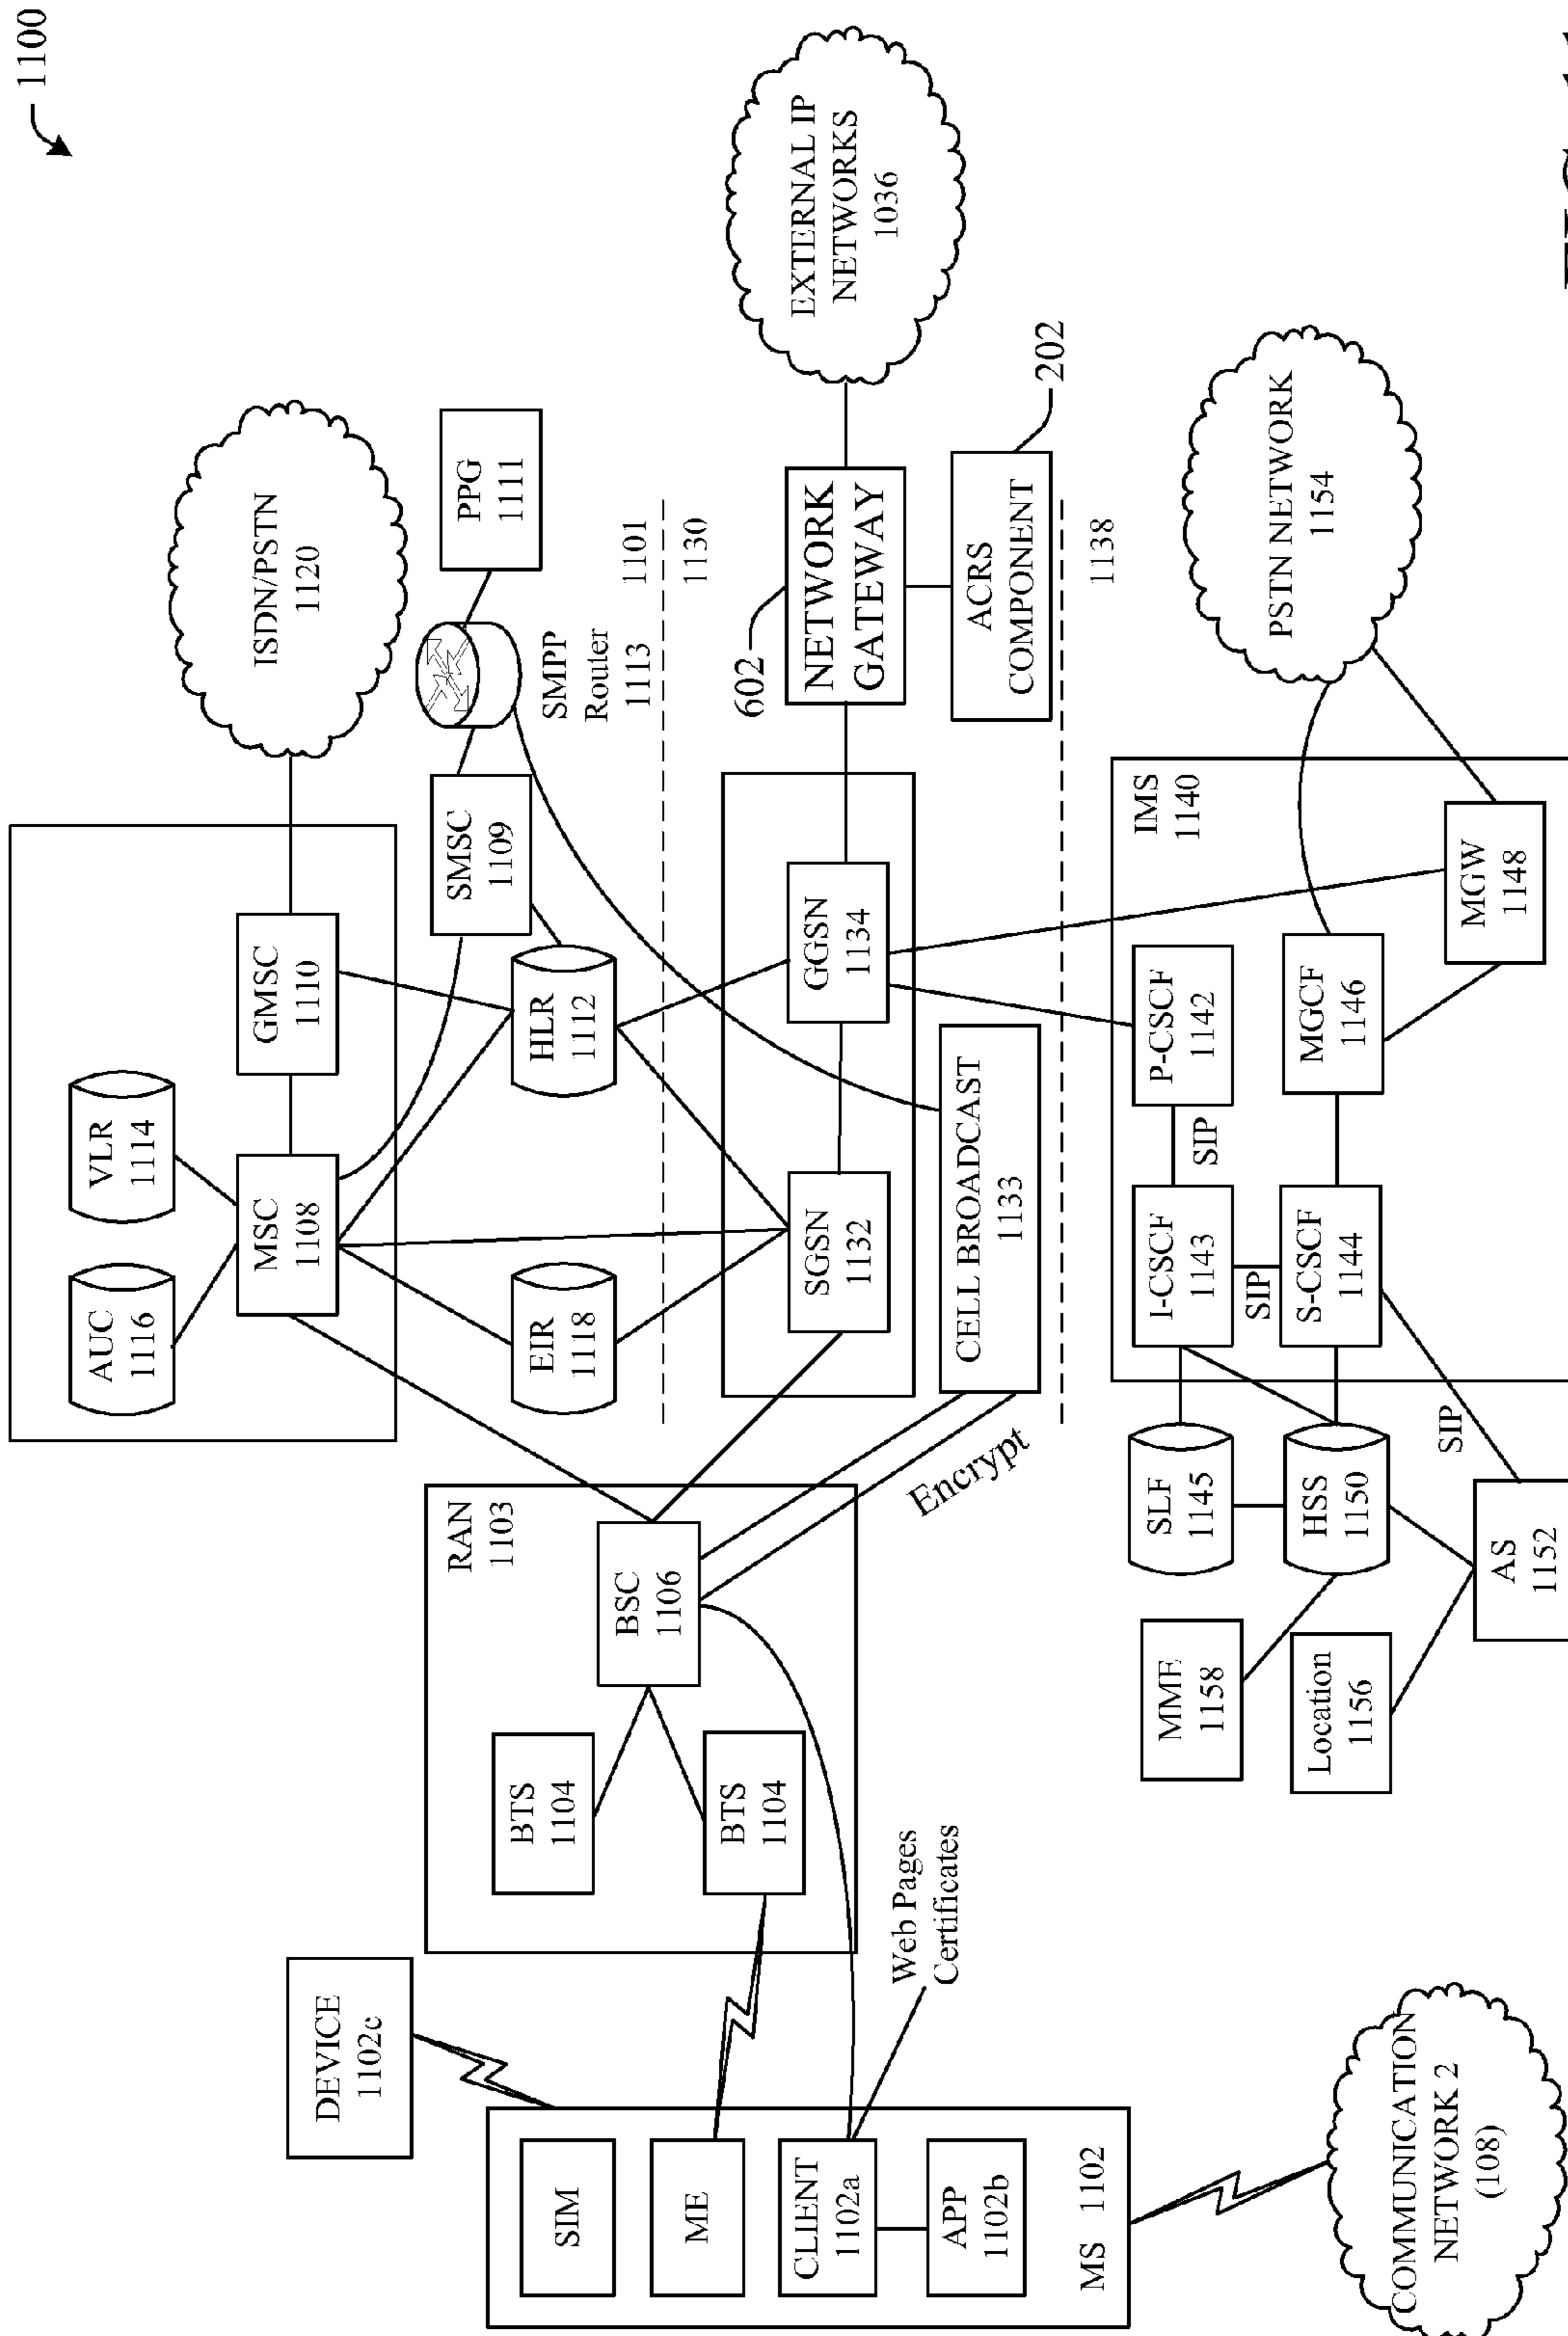 1100
AUC
1116
VLR
1114
MSC
1108
GMSC
1110
ISDN/PSTN
1120
SMSC
1109
PPG
1111
SMPP
Router
1113
HLR
1112
EIR
1118
1101
1130
DEVICE
1102c
SIM
ME
CLIENT
1102a
APP
1102b
MS 1102
Web Pages
Certificates
COMMUNICATION
NETWORK 2
(108)
RAN
1103
BTS
1104
BTS
1104
BSC
1106
Encrypt
SGSN
1132
GGSN
1134
CELL BROADCAST
1133
602
NETWORK
GATEWAY
ACRS
COMPONENT
202
EXTERNAL IP
NETWORKS
1036
1138
IMS
1140
P-CSCF
1142
SIP
I-CSCF
1143
SIP
S-CSCF
1144
MGCF
1146
MGW
1148
PSTN NETWORK
1154
SLF
1145
HSS
1150
SIP
AS
1152
MME
1158
Location
1156